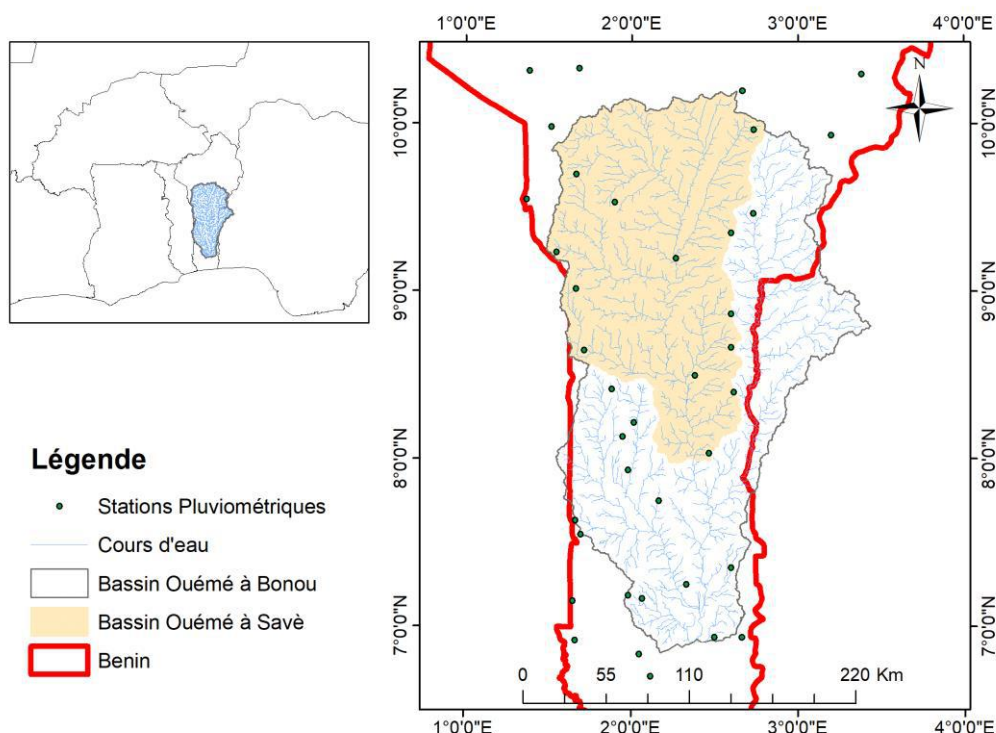 1°0'0"E 2°0'0"E 3°0'0"E 4°0'0"E
N
10°0'0"N 10°0'0"N
9°0'0"N 9°0'0"N
8°0'0"N 8°0'0"N
7°0'0"N 7°0'0"N
Légende
Stations Pluviométriques
Cours d'eau
Bassin Ouémé à Bonou
Bassin Ouémé à Savè
Benin
0 55 110 220 Km
1°0'0"E 2°0'0"E 3°0'0"E 4°0'0"E